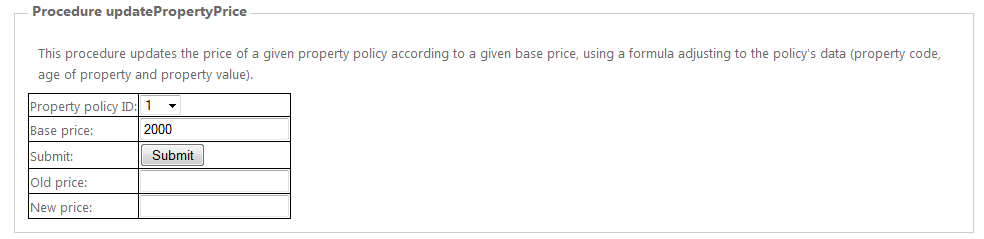 Procedure updatePropertyPrice
This procedure updates the price of a given property policy according to a given base price, using a formula adjusting to the policy's data (property code,
age of property and property value).
Property policy ID: 1
Base price: 2000
Submit: Submit
Old price:
New price: